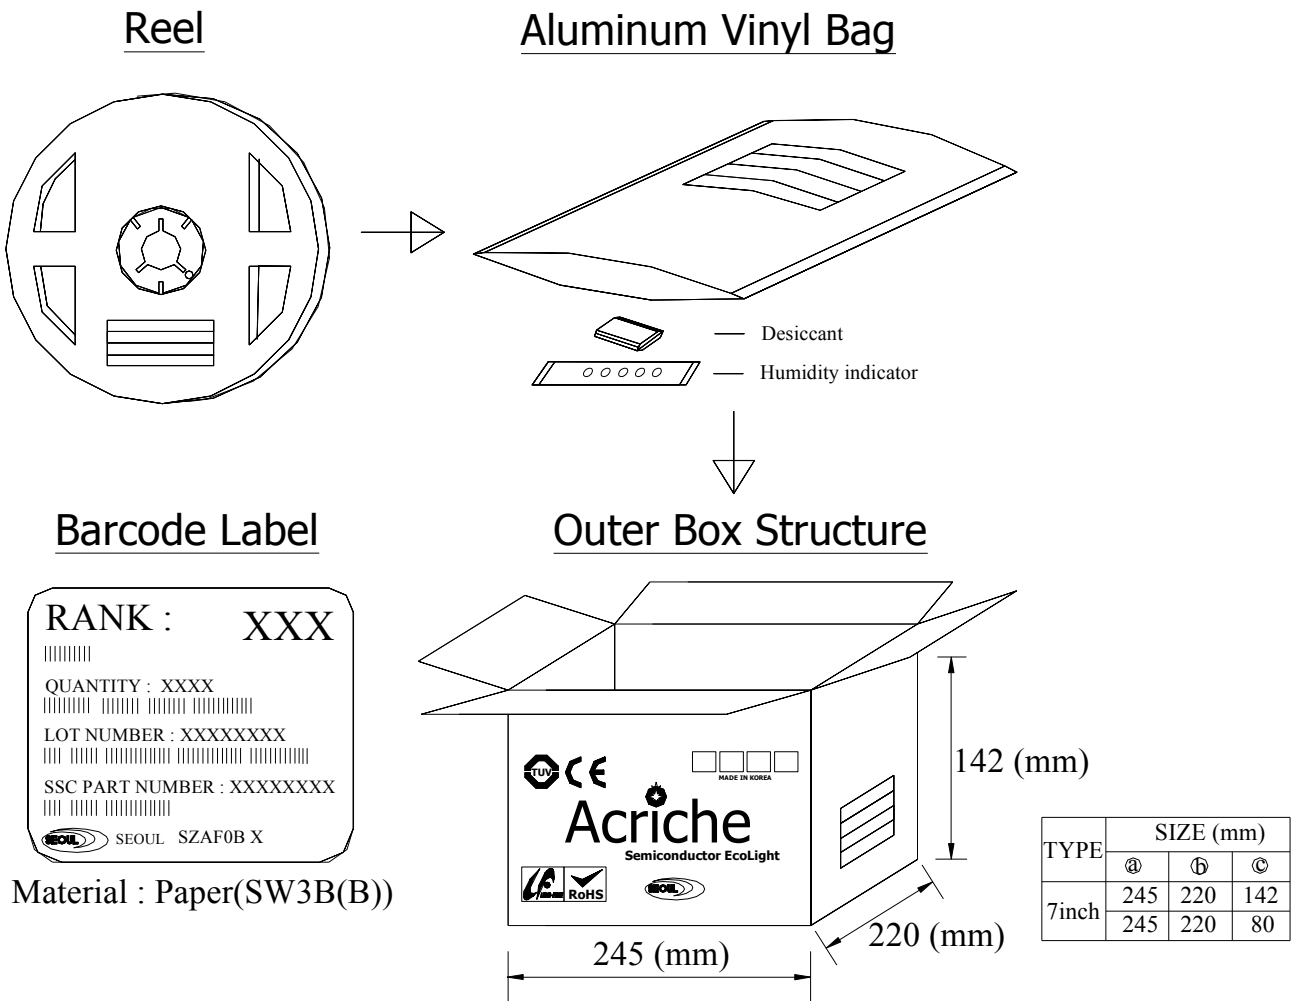 Reel
Aluminum Vinyl Bag
Desiccant
Humidity indicator
Barcode Label
Outer Box Structure
RANK : XXX
QUANTITY : XXXX
LOT NUMBER : XXXXXXXX
SSC PART NUMBER : XXXXXXXX
SEOUL SEOUL SZAF0B X
Material : Paper(SW3B(B))
TUV CE
MADE IN KOREA
Acriche
Semiconductor EcoLight
RoHS
SEOUL
142 (mm)
220 (mm)
245 (mm)
TYPE SIZE (mm)
ⓐ ⓑ ⓒ
7inch 245 220 142
245 220 80